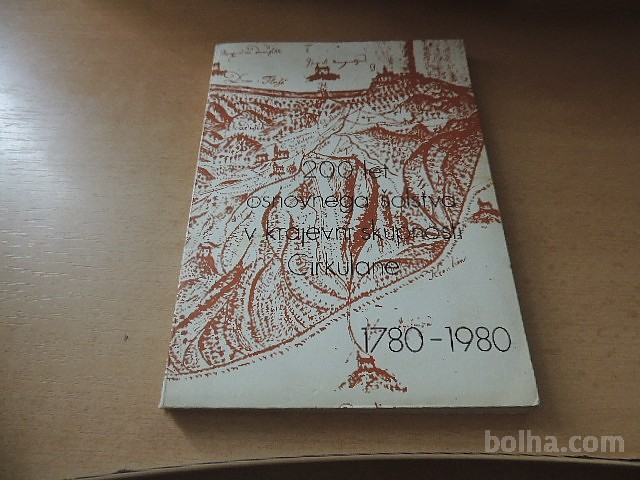 200 let
osnovnega šolstva
v krajevni skupnosti
Cirkulane
1780-1980
bolha.com